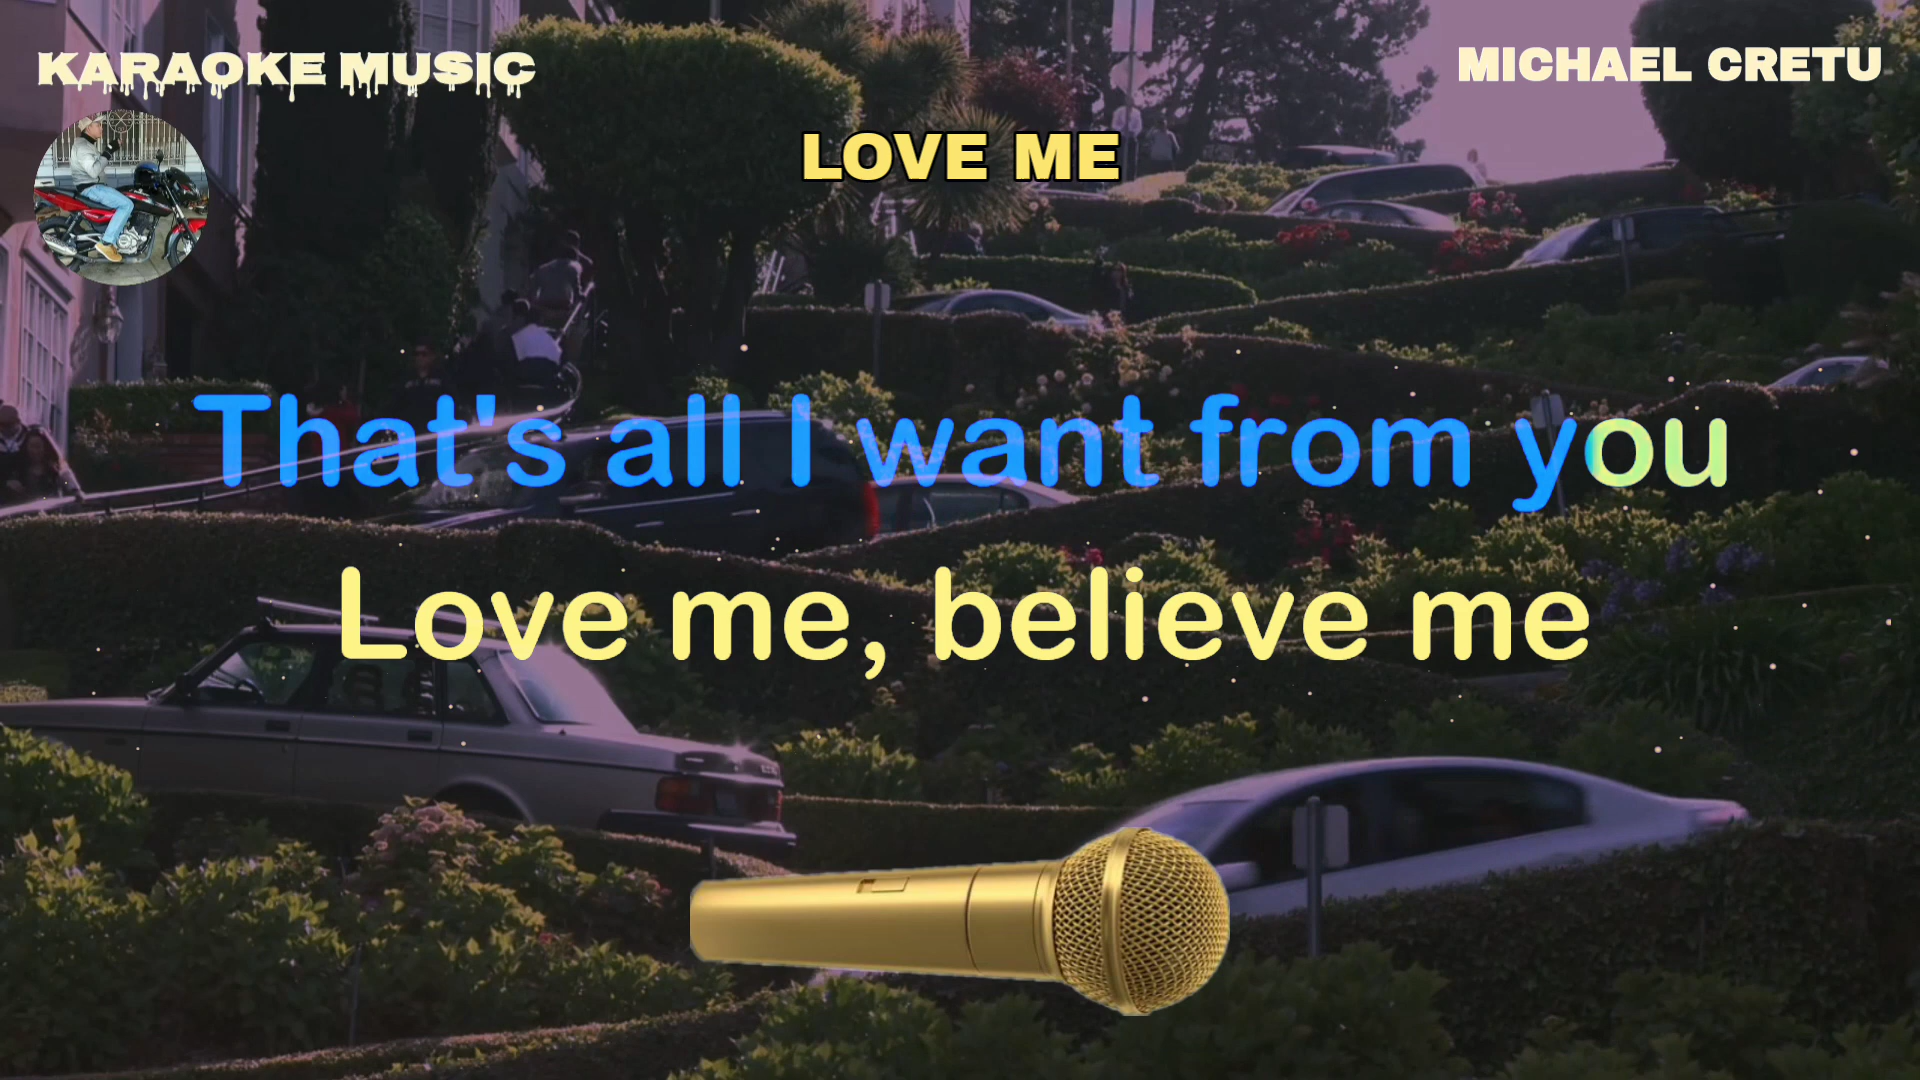 KARAOKE MUSIC
MICHAEL CRETU
LOVE ME
That's all I want from you
Love me, believe me